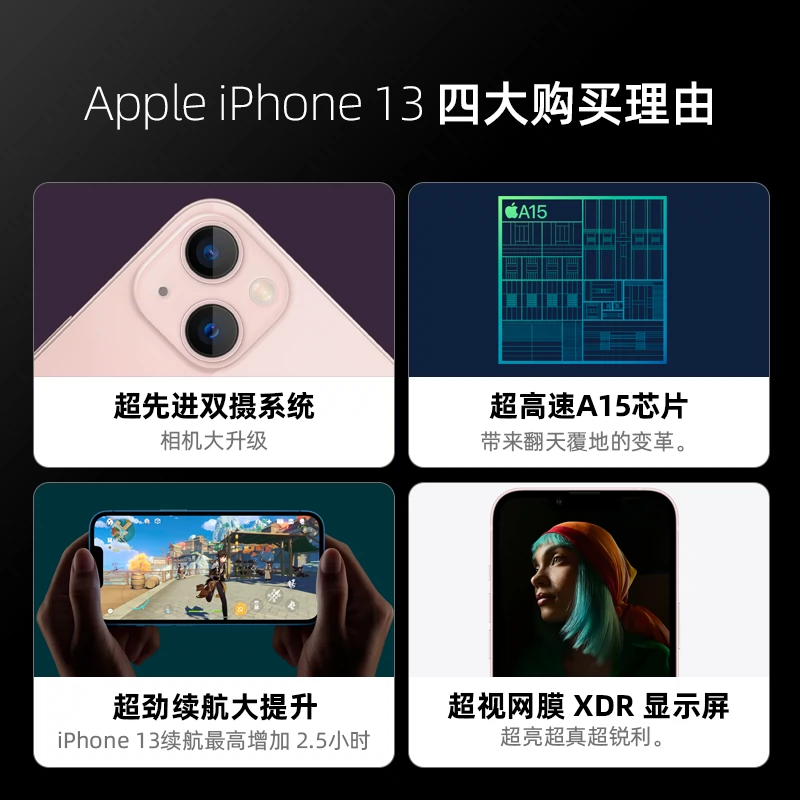 Apple iPhone 13 四大购买理由
A15
超先进双摄系统
相机大升级
超高速A15芯片
带来翻天覆地的变革。
超劲续航大提升
iPhone 13续航最高增加 2.5小时
超视网膜 XDR 显示屏
超亮超真超锐利。